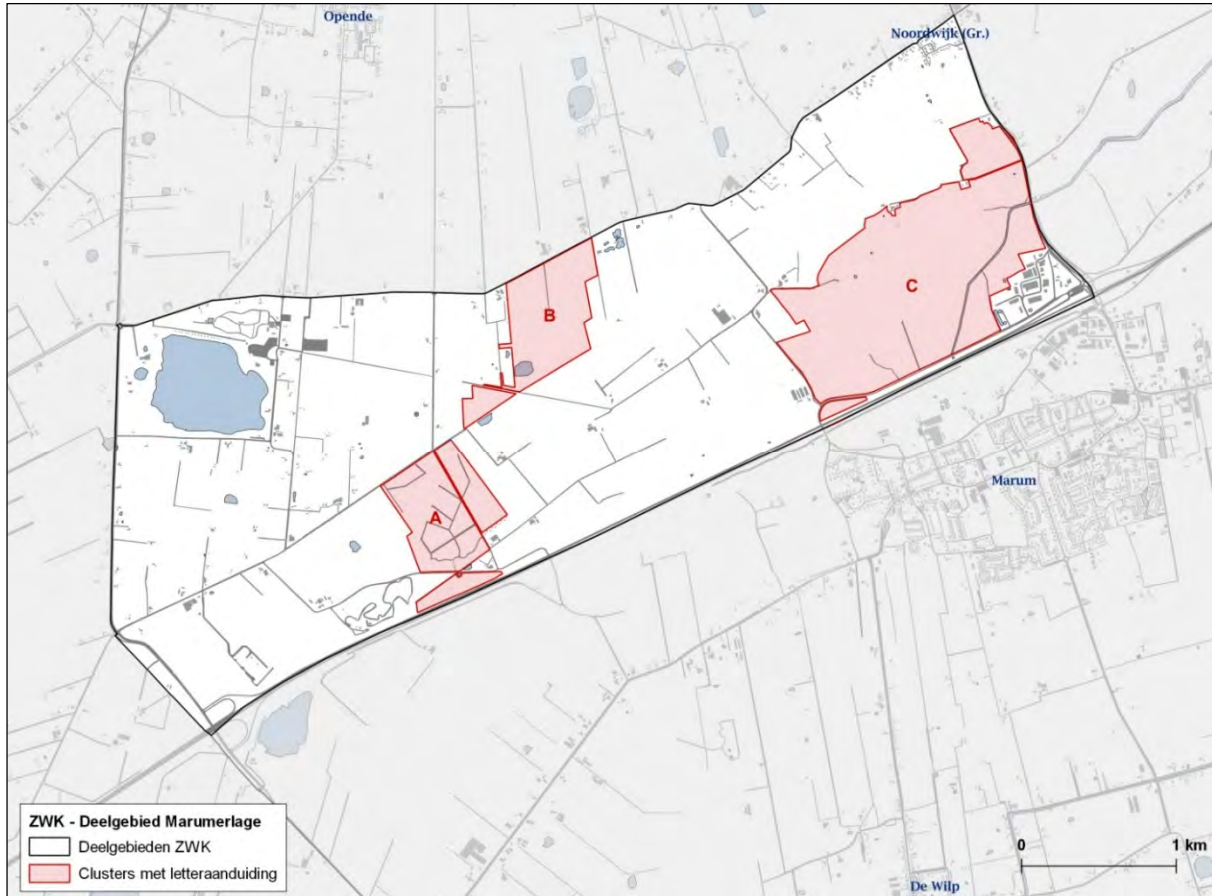 Opende
Noordwijk (Gr.)
B
C
A
Marum
ZWK - Deelgebied Marumerlage
Deelgebieden ZWK
Clusters met letteraanduiding
0
1 km
De Wilp